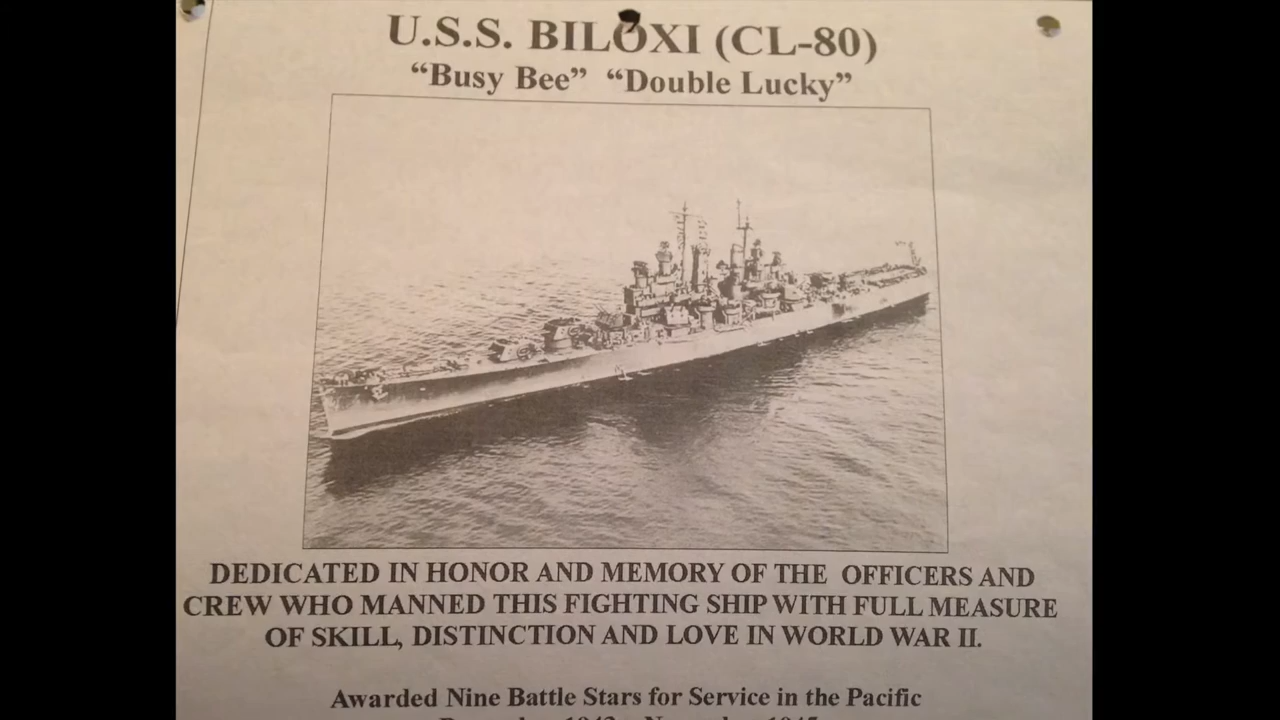 U.S.S. BILOXI (CL-80)
“Busy Bee” “Double Lucky”
DEDICATED IN HONOR AND MEMORY OF THE OFFICERS AND
CREW WHO MANNED THIS FIGHTING SHIP WITH FULL MEASURE
OF SKILL, DISTINCTION AND LOVE IN WORLD WAR II.
Awarded Nine Battle Stars for Service in the Pacific